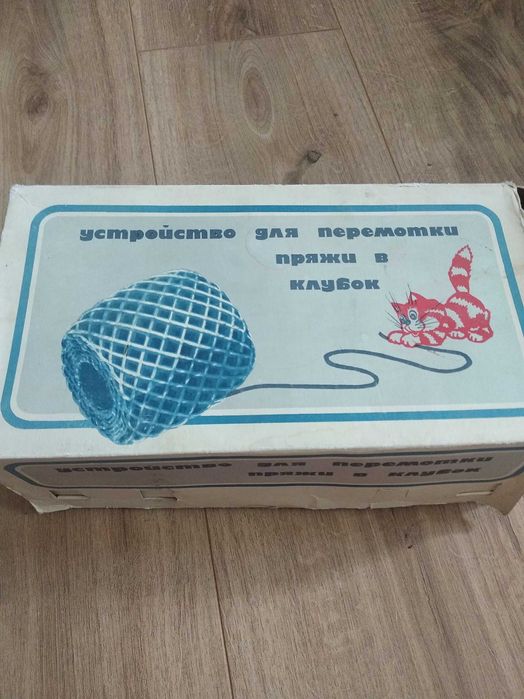 устройство для перемотки
пряжи в
клубок
устройство для перемотки
пряжи в клубок